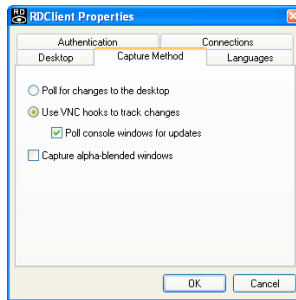 RD RDClient Properties
Authentication Connections
Desktop Capture Method Languages
Poll for changes to the desktop
Use VNC hooks to track changes
Poll console windows for updates
Capture alpha-blended windows
OK Cancel